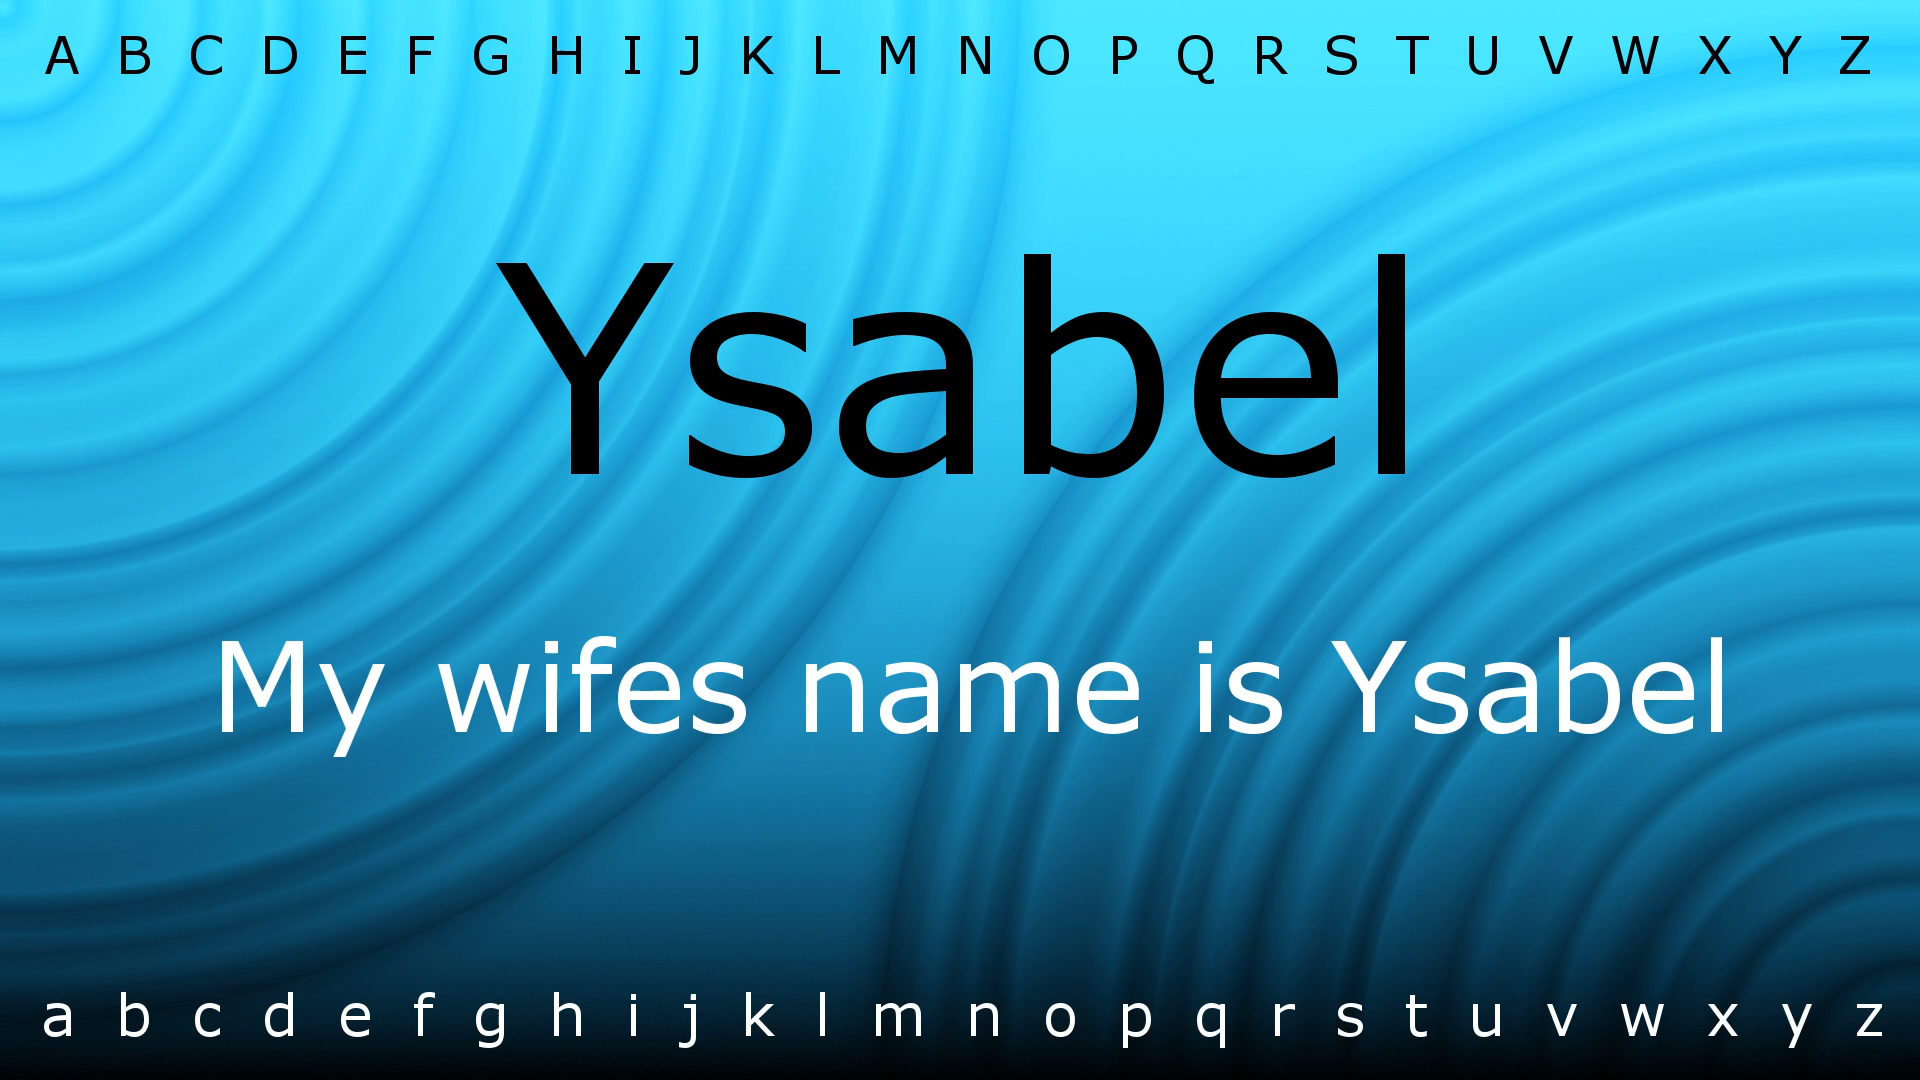 A B C D E F G H I J K L M N O P Q R S T U V W X Y Z
Ysabel
My wifes name is Ysabel
a b c d e f g h i j k l m n o p q r s t u v w x y z